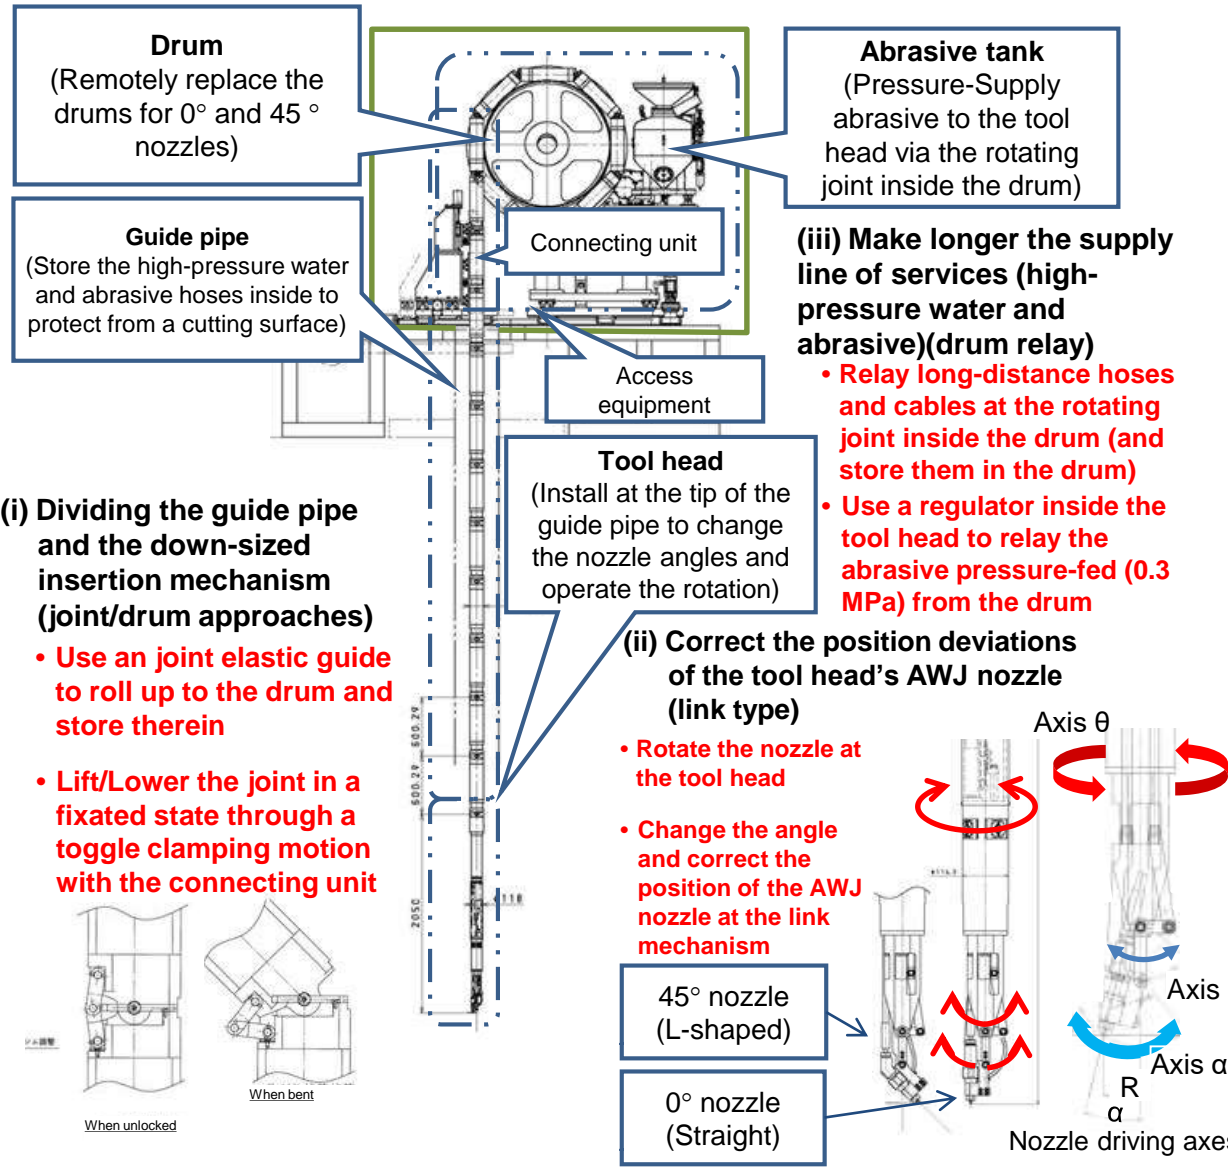 Drum
(Remotely replace the
drums for 0° and 45 °
nozzles)
Abrasive tank
(Pressure-Supply
abrasive to the tool
head via the rotating
joint inside the drum)
Guide pipe
(Store the high-pressure water
and abrasive hoses inside to
protect from a cutting surface)
Connecting unit
Access
equipment
(iii) Make longer the supply
line of services (high-
pressure water and
abrasive)(drum relay)
• Relay long-distance hoses
and cables at the rotating
joint inside the drum (and
store them in the drum)
• Use a regulator inside the
tool head to relay the
abrasive pressure-fed (0.3
MPa) from the drum
Tool head
(Install at the tip of the
guide pipe to change
the nozzle angles and
operate the rotation)
(i) Dividing the guide pipe
and the down-sized
insertion mechanism
(joint/drum approaches)
• Use an joint elastic guide
to roll up to the drum and
store therein
• Lift/Lower the joint in a
fixated state through a
toggle clamping motion
with the connecting unit
When unlocked
When bent
600.29
600.29
2050
(ii) Correct the position deviations
of the tool head's AWJ nozzle
(link type)
• Rotate the nozzle at
the tool head
• Change the angle
and correct the
position of the AWJ
nozzle at the link
mechanism
45° nozzle
(L-shaped)
0° nozzle
(Straight)
Axis θ
Axis
Axis α
R
α
Nozzle driving axes